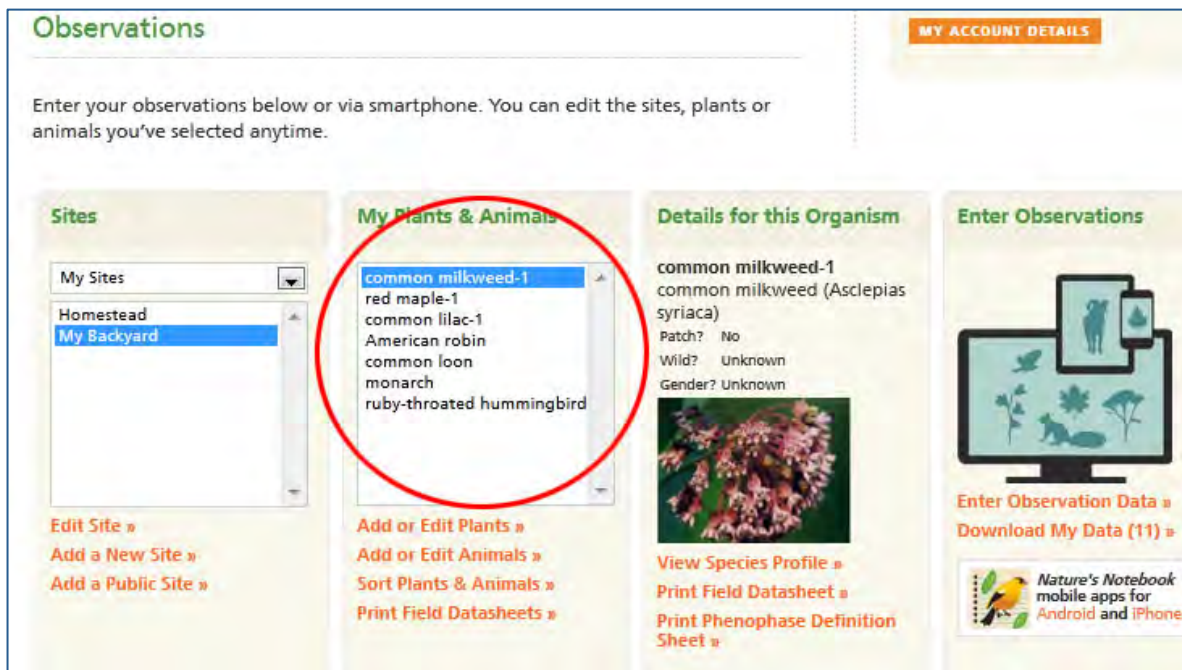 Observations
MY ACCOUNT DETAILS
Enter your observations below or via smartphone. You can edit the sites, plants or
animals you've selected anytime.
Sites
My Sites
Homestead
My Backyard
Edit Site »
Add a New Site »
Add a Public Site »
My Plants & Animals
common milkweed-1
red maple-1
common lilac-1
American robin
common loon
monarch
ruby-throated hummingbird
Add or Edit Plants »
Add or Edit Animals »
Sort Plants & Animals »
Print Field Datasheets »
Details for this Organism
common milkweed-1
common milkweed (Asclepias
syriaca)
Patch? No
Wild? Unknown
Gender? Unknown
View Species Profile »
Print Field Datasheet »
Print Phenophase Definition
Sheet »
Enter Observations
Enter Observation Data »
Download My Data (11) »
Nature's Notebook
mobile apps for
Android and iPhone